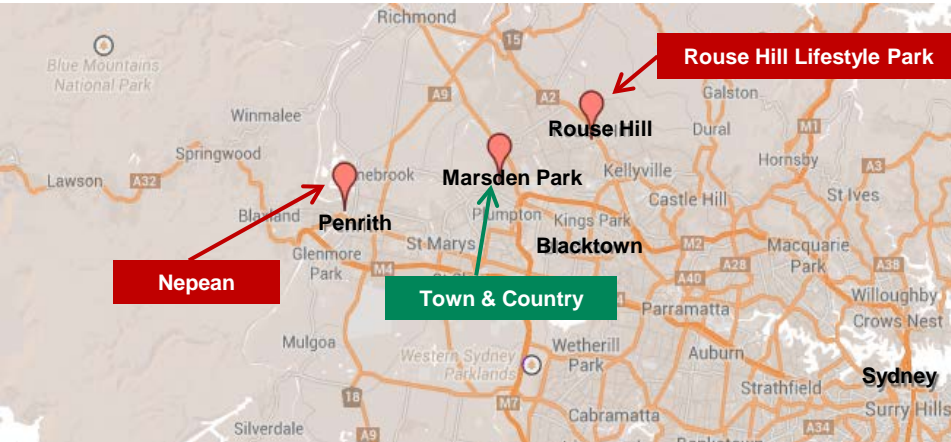 Richmond
15
Rouse Hill Lifestyle Park
Blue Mountains
National Park
A9
A2
Galston
Winmalee
Rouse Hill
Dural
M1
Springwood
Hornsby
A3
Lawson
A32
nebrook
Marsden Park
Kellyville
Castle Hill
St Ives
Blaxland
Penrith
Plumpton
Kings Park
Glenmore
Park
St Marys
Blacktown
M2
Macquarie
Park
A38
M4
A28
A40
Nepean
Town & Country
A4
Parramatta
Willoughby
Crows Nest
Mulgoa
Western Sydney
Parklands
Wetherill
Park
Auburn
Strathfield
Sydney
18
M7
Cabramatta
Surry Hills
Silverdale
A9
A34